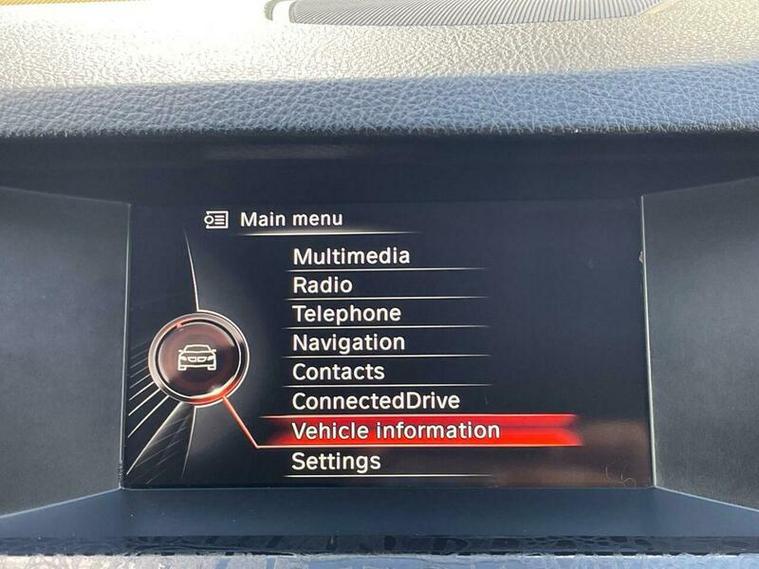 Main menu
Multimedia
Radio
Telephone
Navigation
Contacts
ConnectedDrive
Vehicle information
Settings